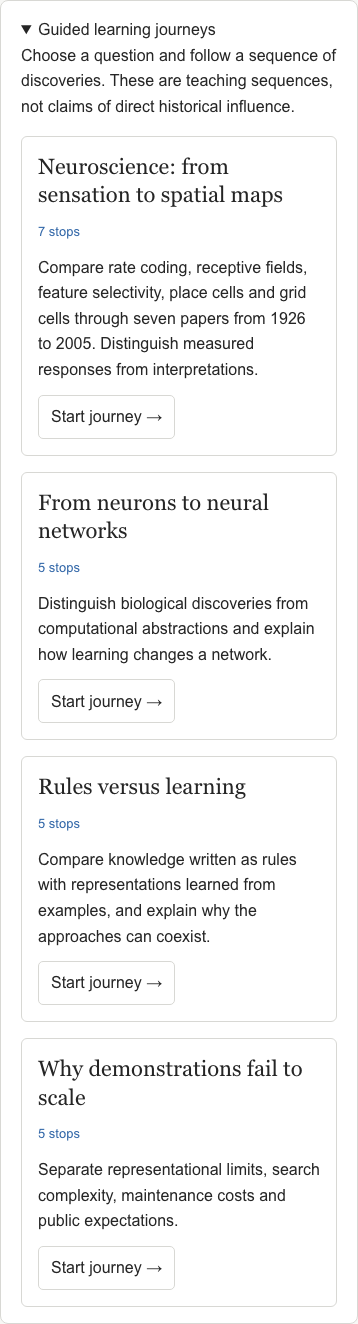 ▼ Guided learning journeys
Choose a question and follow a sequence of
discoveries. These are teaching sequences,
not claims of direct historical influence.
Neuroscience: from
sensation to spatial maps
7 stops
Compare rate coding, receptive fields,
feature selectivity, place cells and grid
cells through seven papers from 1926
to 2005. Distinguish measured
responses from interpretations.
Start journey →
From neurons to neural
networks
5 stops
Distinguish biological discoveries from
computational abstractions and explain
how learning changes a network.
Start journey →
Rules versus learning
5 stops
Compare knowledge written as rules
with representations learned from
examples, and explain why the
approaches can coexist.
Start journey →
Why demonstrations fail to
scale
5 stops
Separate representational limits, search
complexity, maintenance costs and
public expectations.
Start journey →